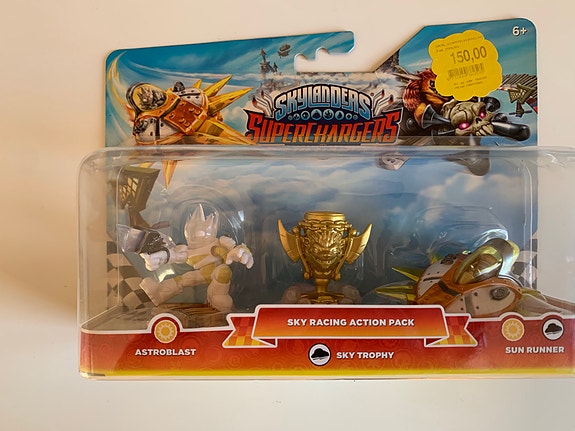 6+
150,00
SKYLANDERS
SUPERCHARGERS
SKY RACING ACTION PACK
ASTROBLAST
SKY TROPHY
SUN RUNNER